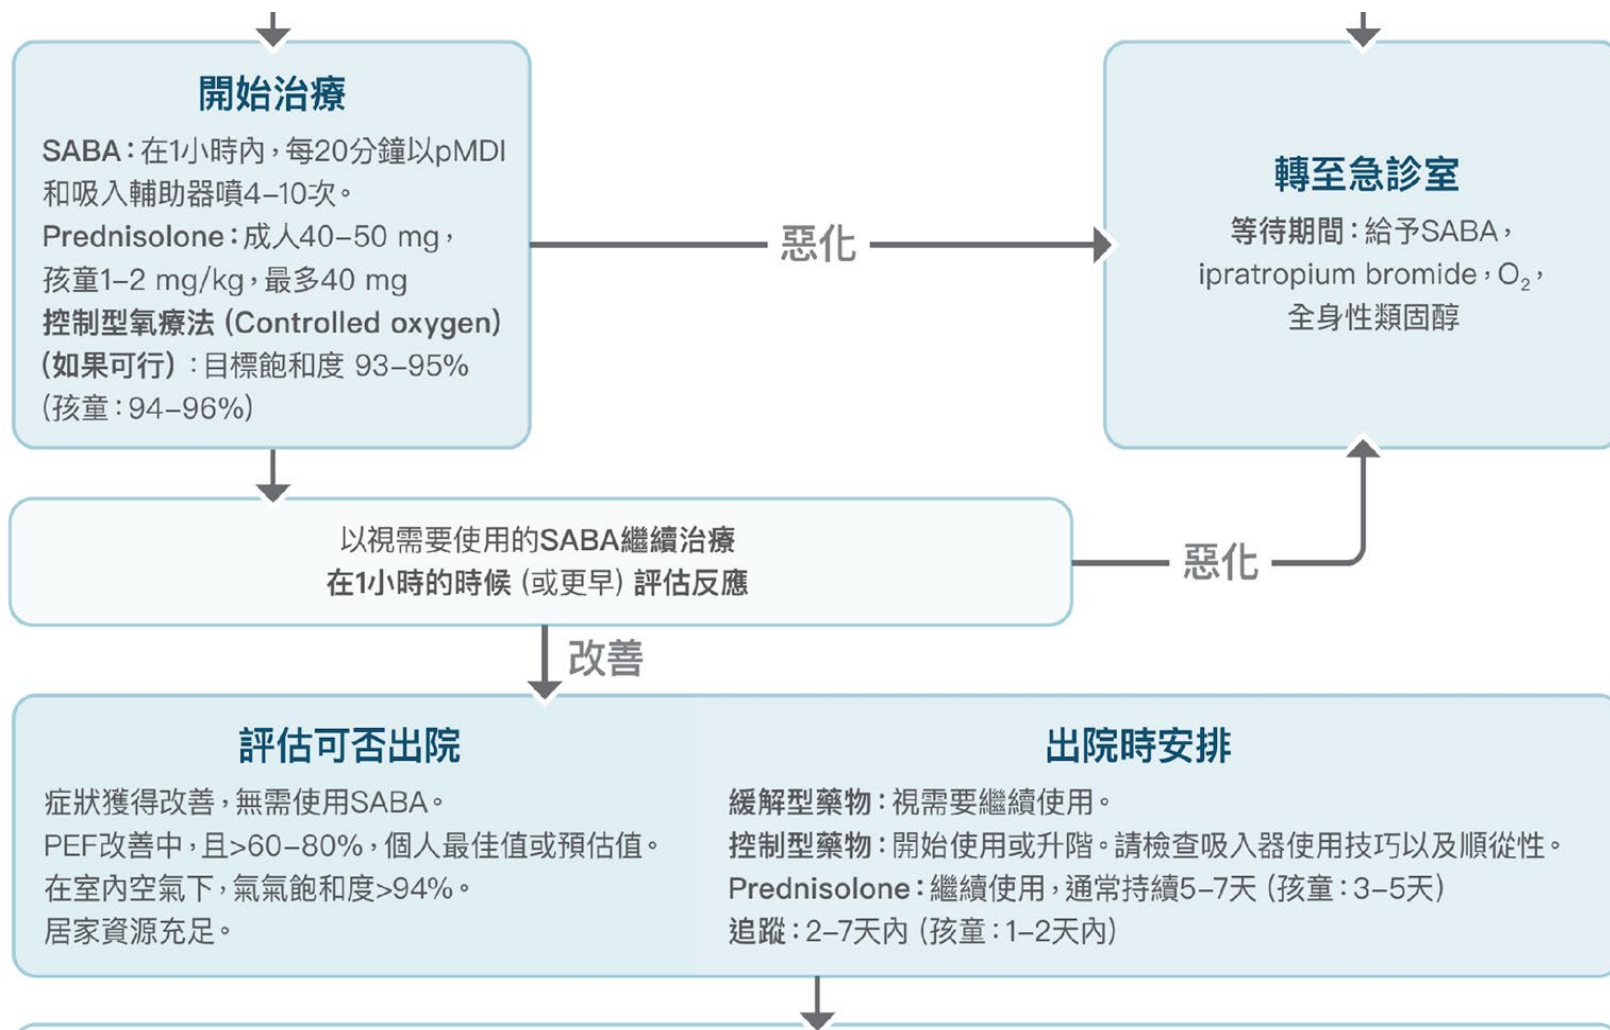 開始治療
SABA：在1小時內，每20分鐘以pMDI
和吸入輔助器噴4–10次。
Prednisolone：成人40–50 mg，
孩童1–2 mg/kg，最多40 mg
控制型氧療法 (Controlled oxygen)
(如果可行)：目標飽和度 93–95%
(孩童：94–96%)
惡化
轉至急診室
等待期間：給予SABA，
ipratropium bromide，O₂，
全身性類固醇
以視需要使用的SABA繼續治療
在1小時的時候 (或更早) 評估反應
惡化
改善
評估可否出院
症狀獲得改善，無需使用SABA。
PEF改善中，且>60–80%，個人最佳值或預估值。
在室內空氣下，氧氣飽和度>94%。
居家資源充足。
出院時安排
緩解型藥物：視需要繼續使用。
控制型藥物：開始使用或升階。請檢查吸入器使用技巧以及順從性。
Prednisolone：繼續使用，通常持續5–7天 (孩童：3–5天)
追蹤：2–7天內 (孩童：1–2天內)